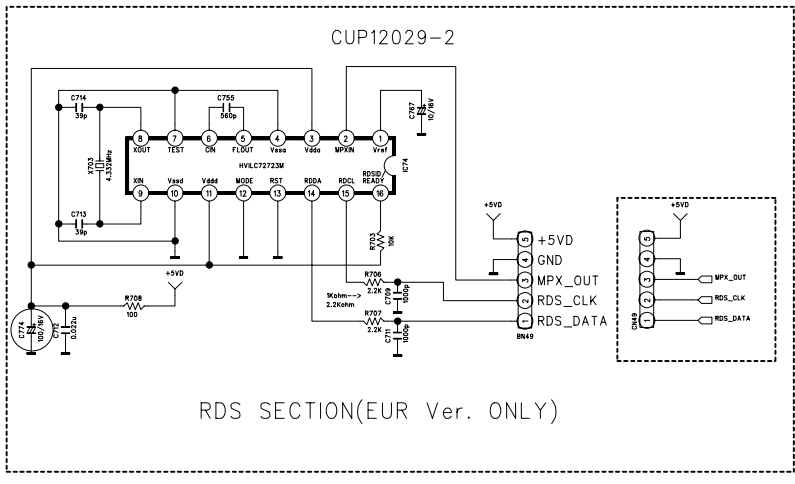 CUP12029-2
C714
39p
C755
560p
C767
10/16V
8 7 6 5 4 3 2 1
XOUT TEST CIN FLOUT Vssa Vdda MPXIN Vref
X703
4.332MHz
HVILC72723M
IC74
RDSID
READY
XIN Vssd Vddd MODE RST RDDA RDCL
9 10 11 12 13 14 15 16
C713
39p
R703
10K
+5VD
R708
100
C774
100/16V
C712
0.022u
R706
2.2K
1Kohm-->
2.2Kohm
C709
1000p
R707
2.2K
C711
1000p
+5VD
5 +5VD
4 GND
3 MPX_OUT
2 RDS_CLK
1 RDS_DATA
BN49
+5VD
5
4
3 MPX_OUT
2 RDS_CLK
1 RDS_DATA
CN49
RDS SECTION(EUR Ver. ONLY)